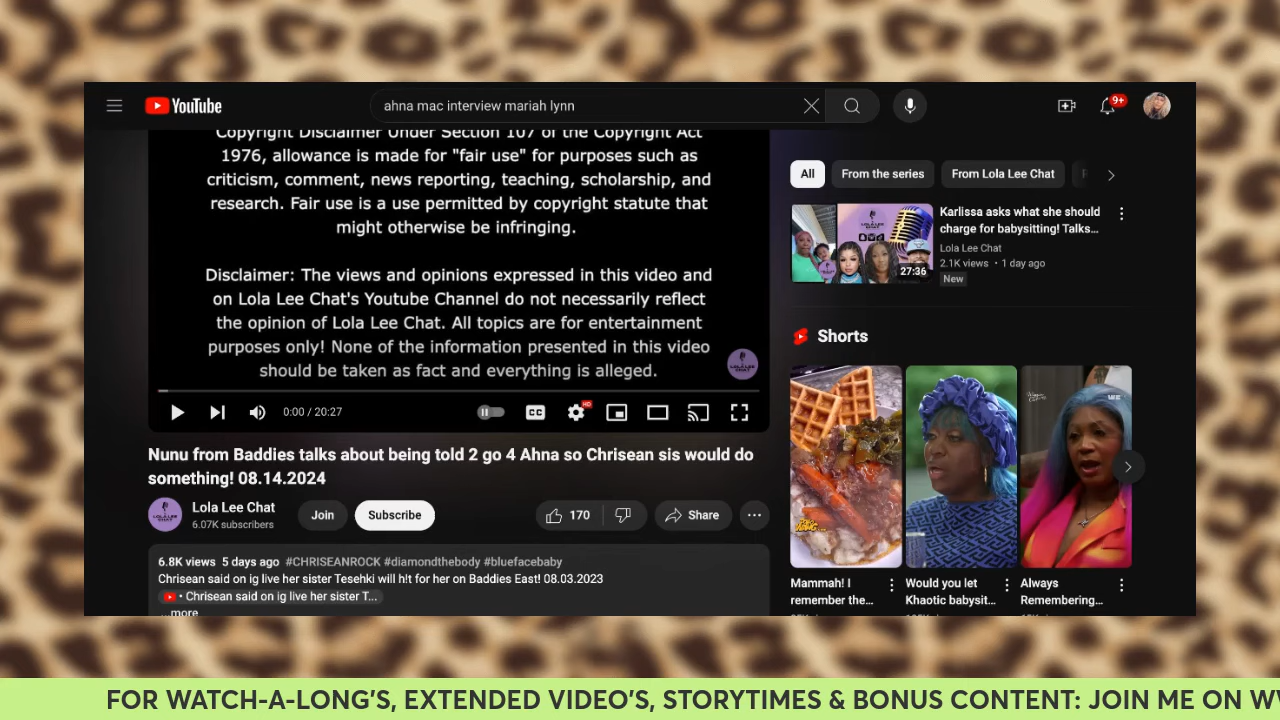 YouTube
ahna mac interview mariah lynn
9+
Copyright Disclaimer Under Section 107 of the Copyright Act
1976, allowance is made for "fair use" for purposes such as
criticism, comment, news reporting, teaching, scholarship, and
research. Fair use is a use permitted by copyright statute that
might otherwise be infringing.
Disclaimer: The views and opinions expressed in this video and
on Lola Lee Chat's Youtube Channel do not necessarily reflect
the opinion of Lola Lee Chat. All topics are for entertainment
purposes only! None of the information presented in this video
should be taken as fact and everything is alleged.
LOLA LEE
CHAT
0:00 / 20:27
CC
HD
Nunu from Baddies talks about being told 2 go 4 Ahna so Chrisean sis would do
something! 08.14.2024
Lola Lee Chat
6.07K subscribers
Join
Subscribe
170
Share
6.8K views 5 days ago #CHRISEANROCK #diamondthebody #bluefacebaby
Chrisean said on ig live her sister Tesehki will h!t for her on Baddies East! 08.03.2023
• Chrisean said on ig live her sister T...
...more
All
From the series
From Lola Lee Chat
27:36
Karlissa asks what she should
charge for babysitting! Talks...
Lola Lee Chat
2.1K views • 1 day ago
New
Shorts
Mammah! I
remember the...
Would you let
Khaotic babysit...
Always
Remembering...
FOR WATCH-A-LONG'S, EXTENDED VIDEO'S, STORYTIMES & BONUS CONTENT: JOIN ME ON